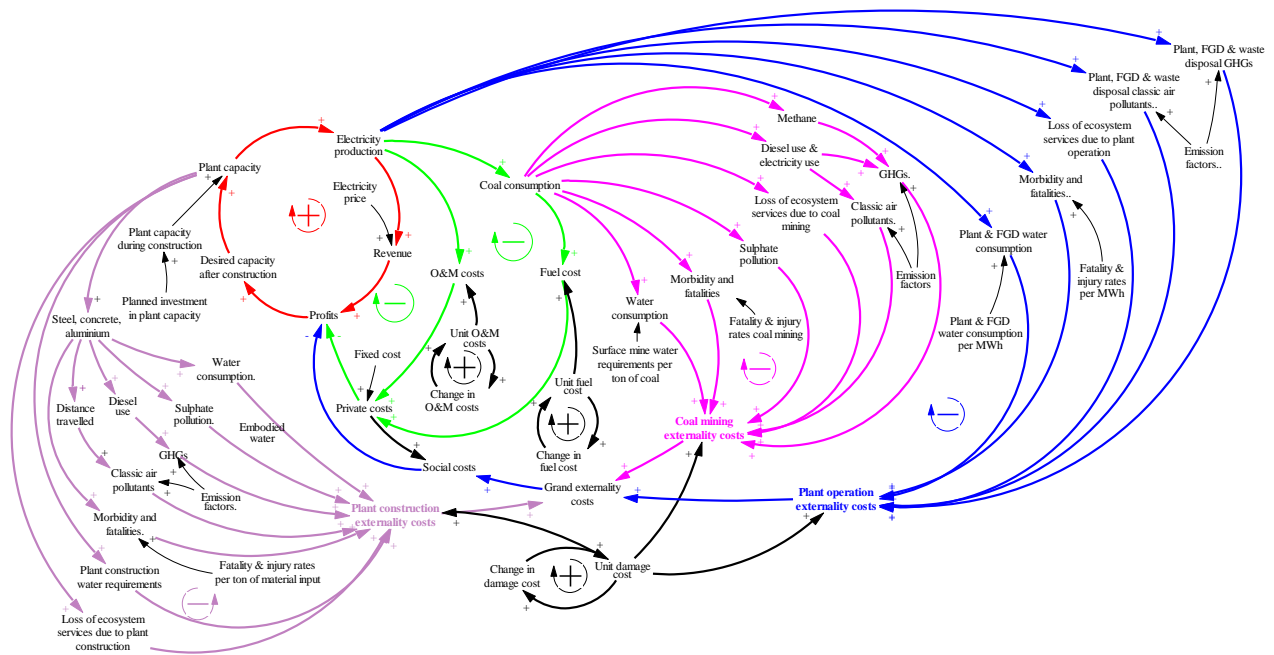 Plant, FGD & waste
disposal GHGs
Plant, FGD & waste
disposal classic air
pollutants..
Emission
factors..
Loss of ecosystem
services due to plant
operation
Morbidity and
fatalities..
Fatality &
injury rates
per MWh
Plant & FGD water
consumption
Plant & FGD
water consumption
per MWh
Methane
Diesel use &
electricity use
GHGs.
Loss of ecosystem
services due to coal
mining
Classic air
pollutants.
Sulphate
pollution
Emission
factors
Morbidity and
fatalities
Water
consumption
Fatality & injury
rates coal mining
Surface mine water
requirements per
ton of coal
Coal mining
externality costs
Electricity
production
Plant capacity
Electricity
price
Coal consumption
Plant capacity
during construction
Desired capacity
after construction
Revenue
O&M costs
Fuel cost
Planned investment
in plant capacity
Profits
Steel, concrete,
aluminium
Unit O&M
costs
Fixed cost
Change in
O&M costs
Unit fuel
cost
Private costs
Change in
fuel cost
Water
consumption.
Distance
travelled
Diesel
use
Sulphate
pollution.
Embodied
water
GHGs
Classic air
pollutants
Emission
factors.
Social costs
Grand externality
costs
Plant operation
externality costs
Plant construction
externality costs
Morbidity and
fatalities.
Fatality & injury rates
per ton of material input
Plant construction
water requirements
Change in
damage cost
Unit damage
cost
Loss of ecosystem
services due to plant
construction